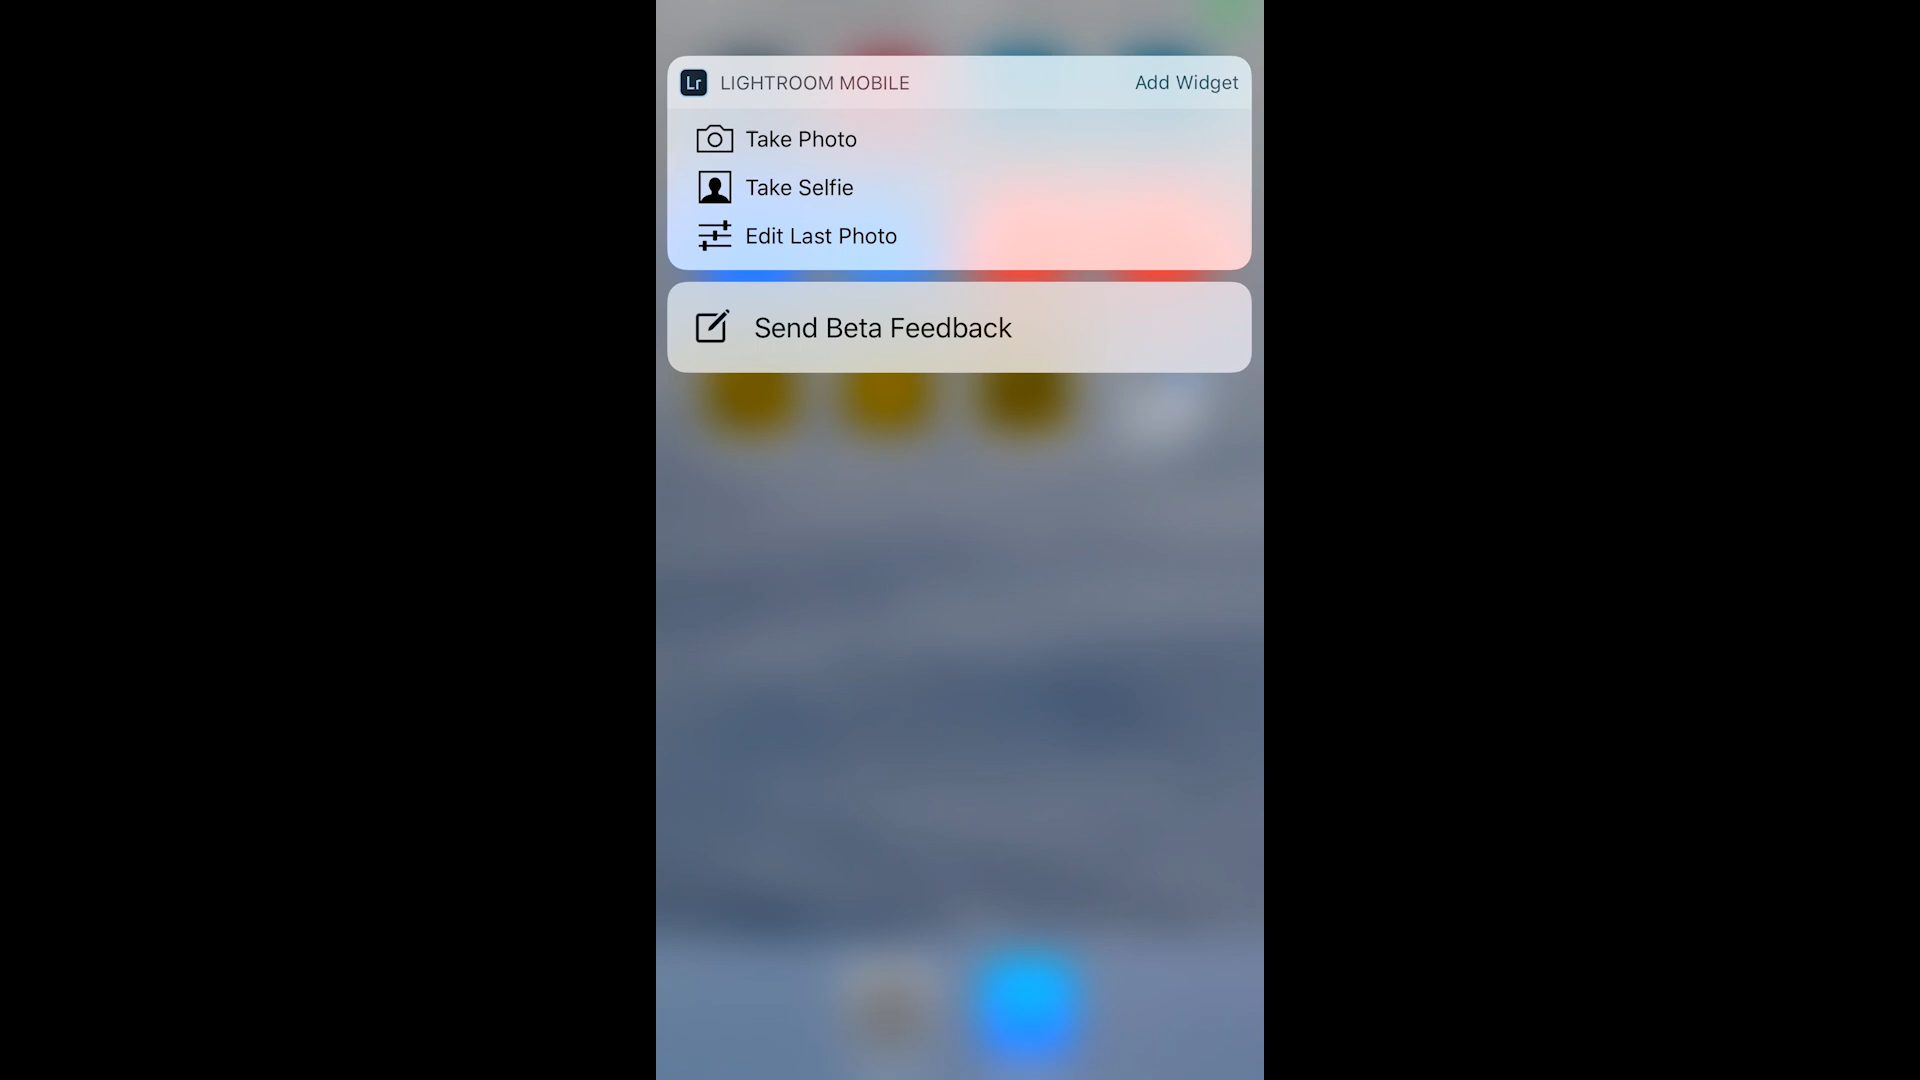 Lr LIGHTROOM MOBILE Add Widget
Take Photo
Take Selfie
Edit Last Photo
Send Beta Feedback